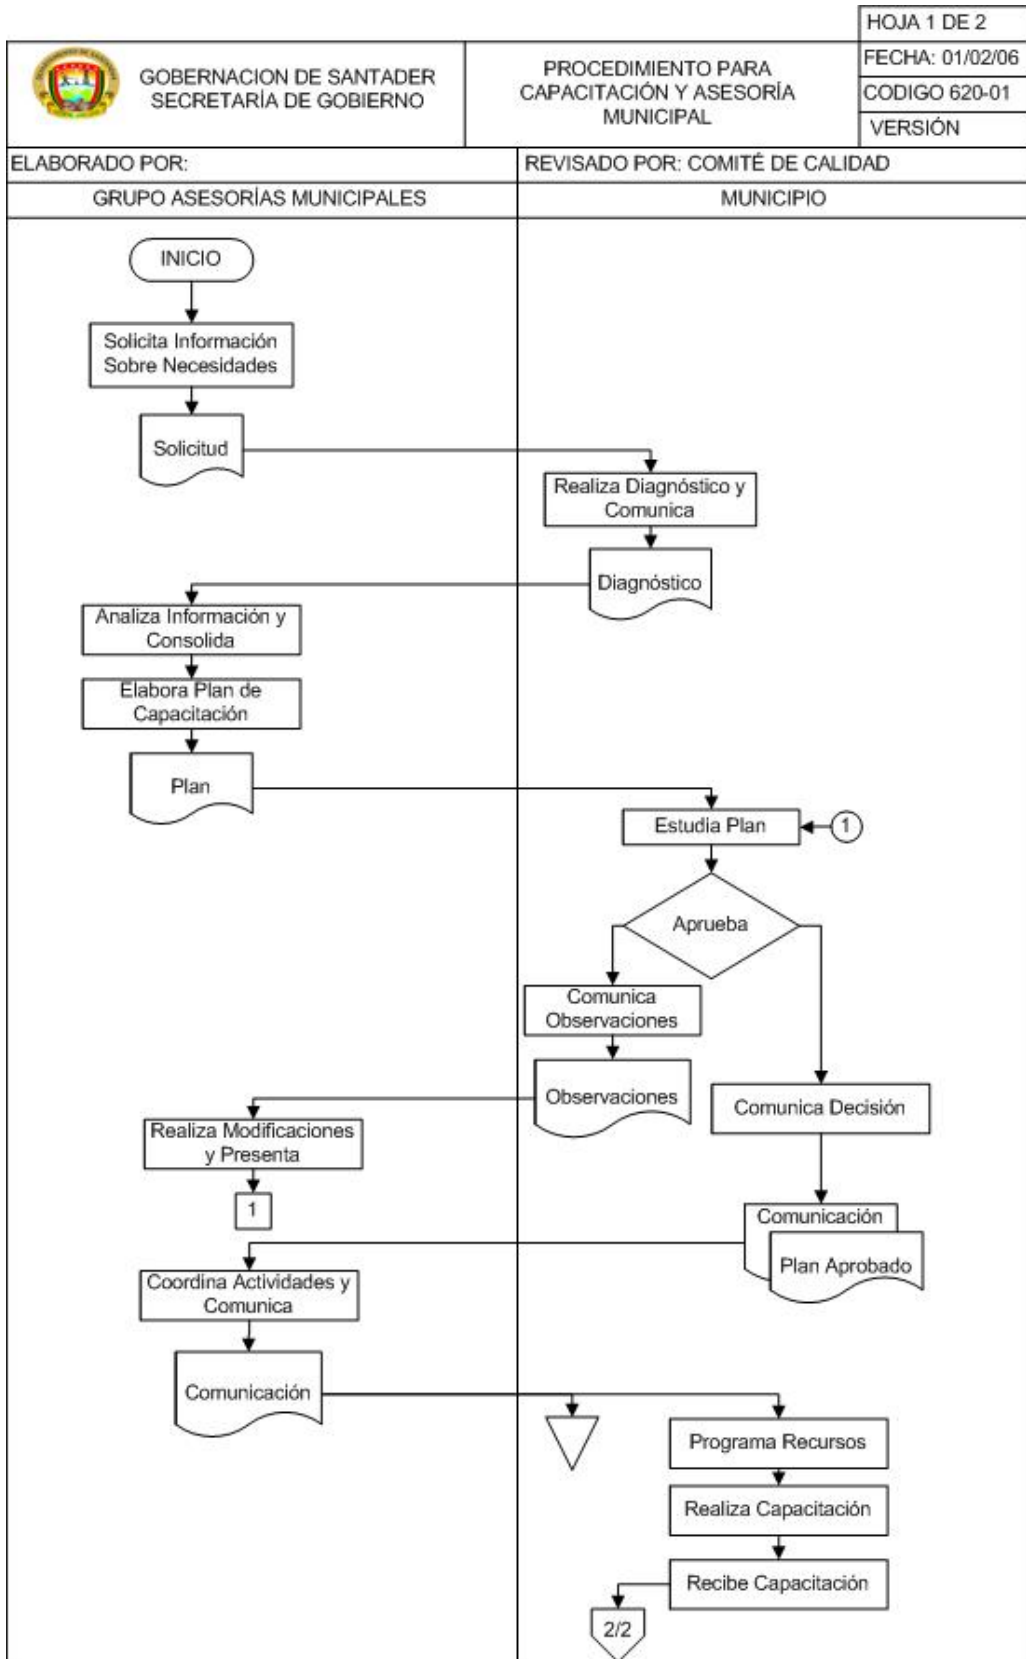 HOJA 1 DE 2
GOBERNACION DE SANTADER
SECRETARÍA DE GOBIERNO
PROCEDIMIENTO PARA
CAPACITACIÓN Y ASESORÍA
MUNICIPAL
FECHA: 01/02/06
CODIGO 620-01
VERSIÓN
ELABORADO POR:
REVISADO POR: COMITÉ DE CALIDAD
GRUPO ASESORÍAS MUNICIPALES
MUNICIPIO
INICIO
Solicita Información
Sobre Necesidades
Solicitud
Realiza Diagnóstico y
Comunica
Diagnóstico
Analiza Información y
Consolida
Elabora Plan de
Capacitación
Plan
Estudia Plan
1
Aprueba
Comunica
Observaciones
Observaciones
Comunica Decisión
Realiza Modificaciones
y Presenta
1
Comunicación
Plan Aprobado
Coordina Actividades y
Comunica
Comunicación
Programa Recursos
Realiza Capacitación
Recibe Capacitación
2/2